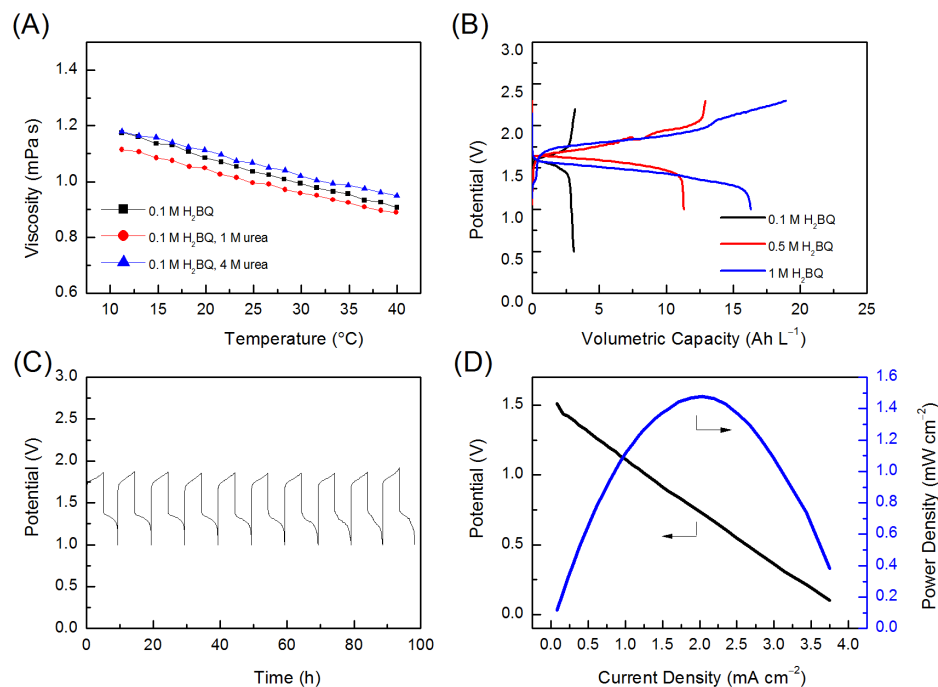 (A)
1.4
1.2
1.0
0.8
0.6
Viscosity (mPa s)
0.1 M H₂BQ
0.1 M H₂BQ, 1 M urea
0.1 M H₂BQ, 4 M urea
10 15 20 25 30 35 40
Temperature (°C)
(B)
3.0
2.5
2.0
1.5
1.0
0.5
0.0
Potential (V)
0.1 M H₂BQ
0.5 M H₂BQ
1 M H₂BQ
0 5 10 15 20 25
Volumetric Capacity (Ah L⁻¹)
(C)
3.0
2.5
2.0
1.5
1.0
0.5
0.0
Potential (V)
0 20 40 60 80 100
Time (h)
(D)
1.5
1.0
0.5
0.0
Potential (V)
1.6
1.4
1.2
1.0
0.8
0.6
0.4
0.2
0.0
Power Density (mW cm⁻²)
0.0 0.5 1.0 1.5 2.0 2.5 3.0 3.5 4.0
Current Density (mA cm⁻²)